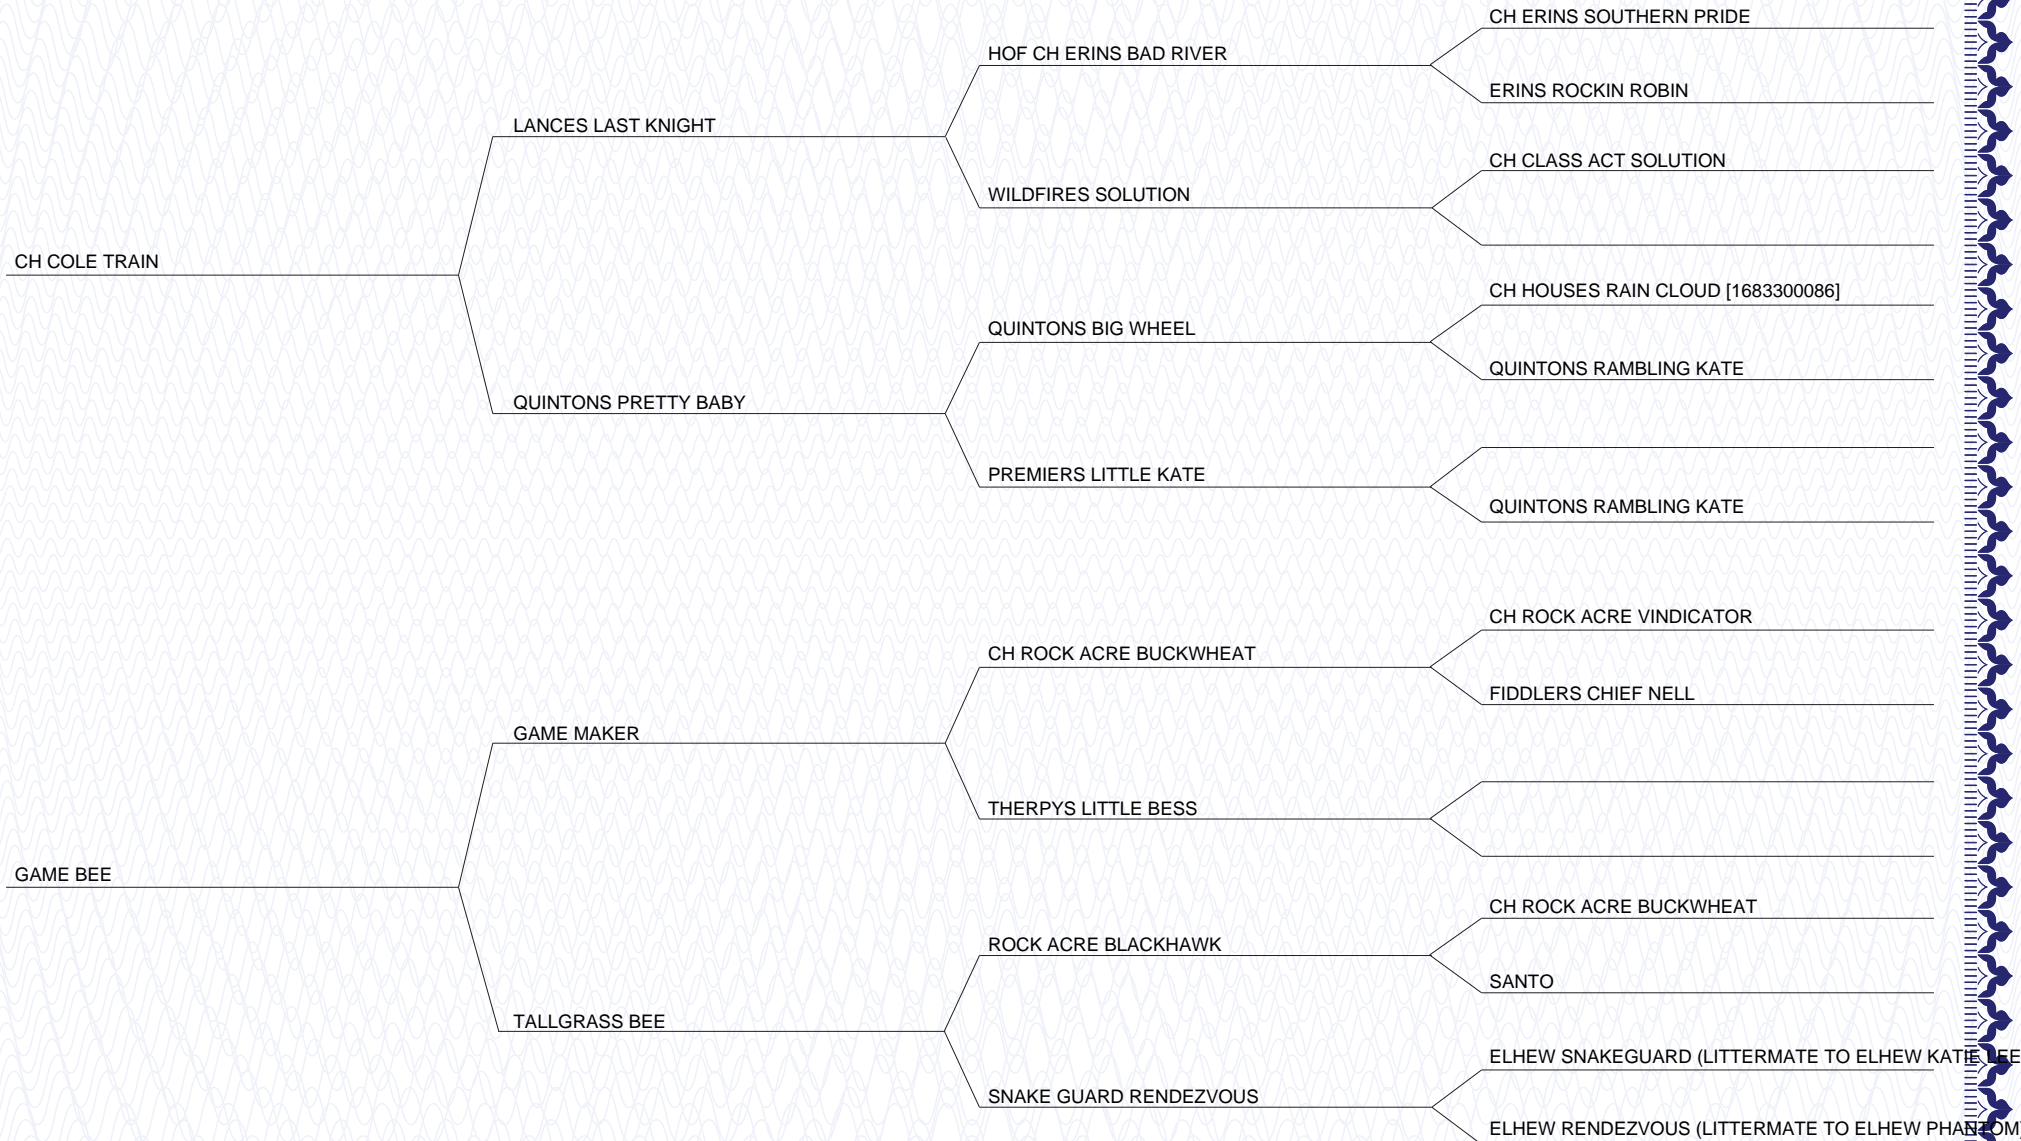 CH ERINS SOUTHERN PRIDE
HOF CH ERINS BAD RIVER
ERINS ROCKIN ROBIN
LANCES LAST KNIGHT
CH CLASS ACT SOLUTION
WILDFIRES SOLUTION
CH COLE TRAIN
CH HOUSES RAIN CLOUD [1683300086]
QUINTONS BIG WHEEL
QUINTONS RAMBLING KATE
QUINTONS PRETTY BABY
PREMIERS LITTLE KATE
QUINTONS RAMBLING KATE
CH ROCK ACRE VINDICATOR
CH ROCK ACRE BUCKWHEAT
FIDDLERS CHIEF NELL
GAME MAKER
THERPYS LITTLE BESS
GAME BEE
CH ROCK ACRE BUCKWHEAT
ROCK ACRE BLACKHAWK
SANTO
TALLGRASS BEE
ELHEW SNAKEGUARD (LITTERMATE TO ELHEW KATIE LEE
SNAKE GUARD RENDEZVOUS
ELHEW RENDEZVOUS (LITTERMATE TO ELHEW PHANTOM)